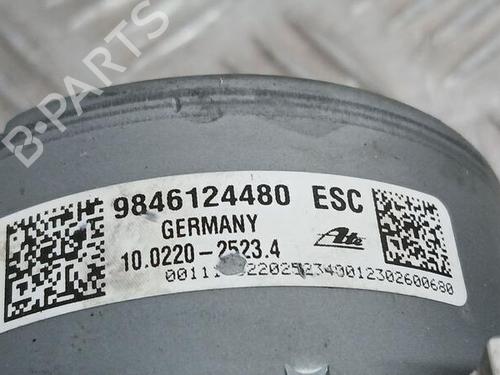 B-PARTS
9846124480 ESC
GERMANY
10.0220-2523.4
Ate